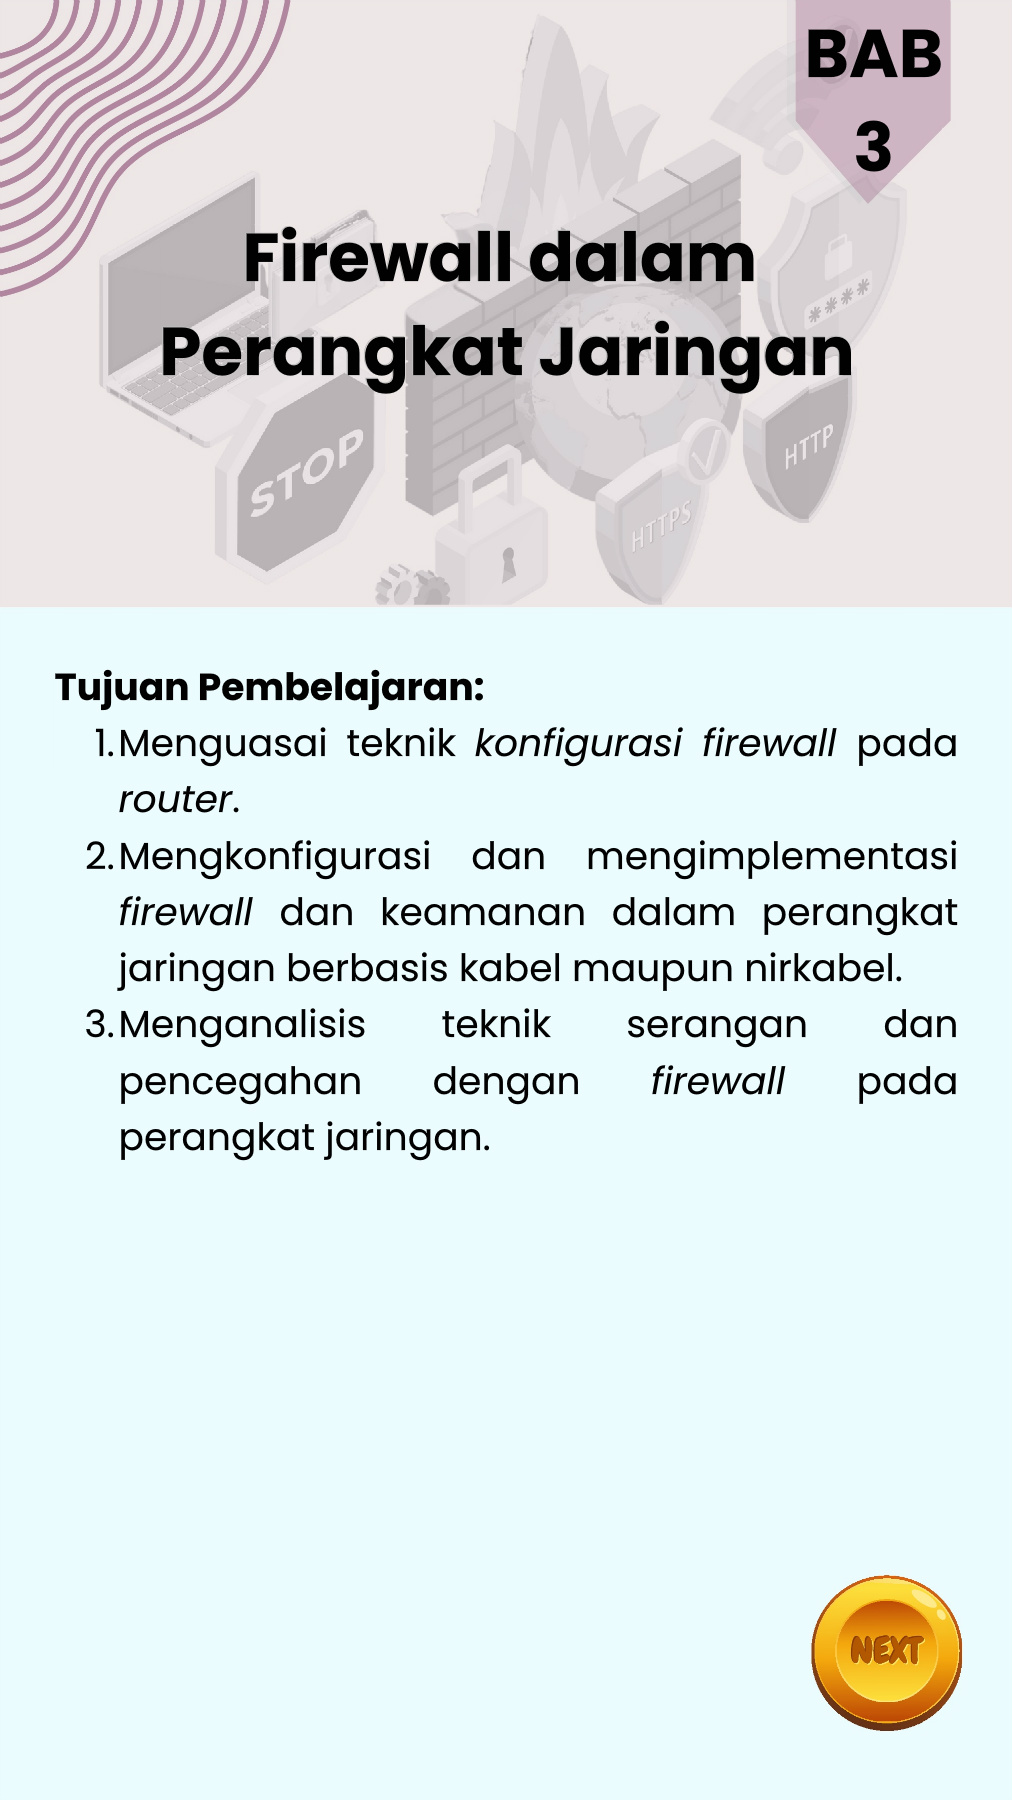 BAB
3
Firewall dalam
Perangkat Jaringan
STOP
****
HTTP
HTTPS
Tujuan Pembelajaran:
1. Menguasai teknik konfigurasi firewall pada
router.
2. Mengkonfigurasi dan mengimplementasi
firewall dan keamanan dalam perangkat
jaringan berbasis kabel maupun nirkabel.
3. Menganalisis teknik serangan dan
pencegahan dengan firewall pada
perangkat jaringan.
NEXT